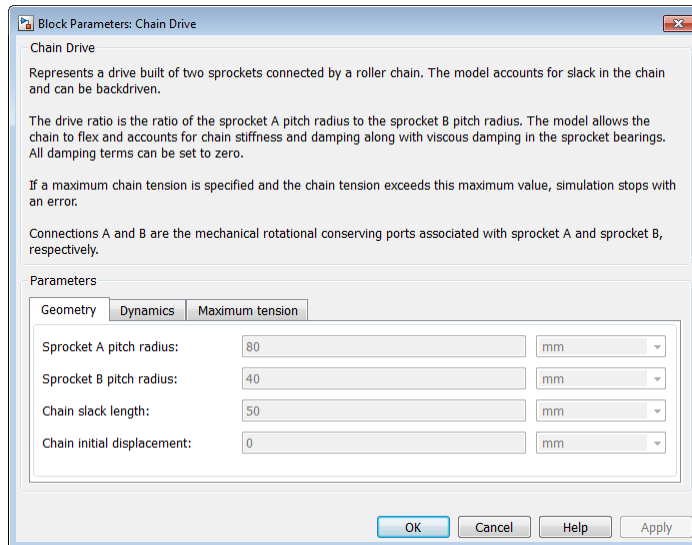 Block Parameters: Chain Drive
Chain Drive
Represents a drive built of two sprockets connected by a roller chain. The model accounts for slack in the chain
and can be backdriven.
The drive ratio is the ratio of the sprocket A pitch radius to the sprocket B pitch radius. The model allows the
chain to flex and accounts for chain stiffness and damping along with viscous damping in the sprocket bearings.
All damping terms can be set to zero.
If a maximum chain tension is specified and the chain tension exceeds this maximum value, simulation stops with
an error.
Connections A and B are the mechanical rotational conserving ports associated with sprocket A and sprocket B,
respectively.
Parameters
Geometry Dynamics Maximum tension
Sprocket A pitch radius: 80 mm
Sprocket B pitch radius: 40 mm
Chain slack length: 50 mm
Chain initial displacement: 0 mm
OK Cancel Help Apply